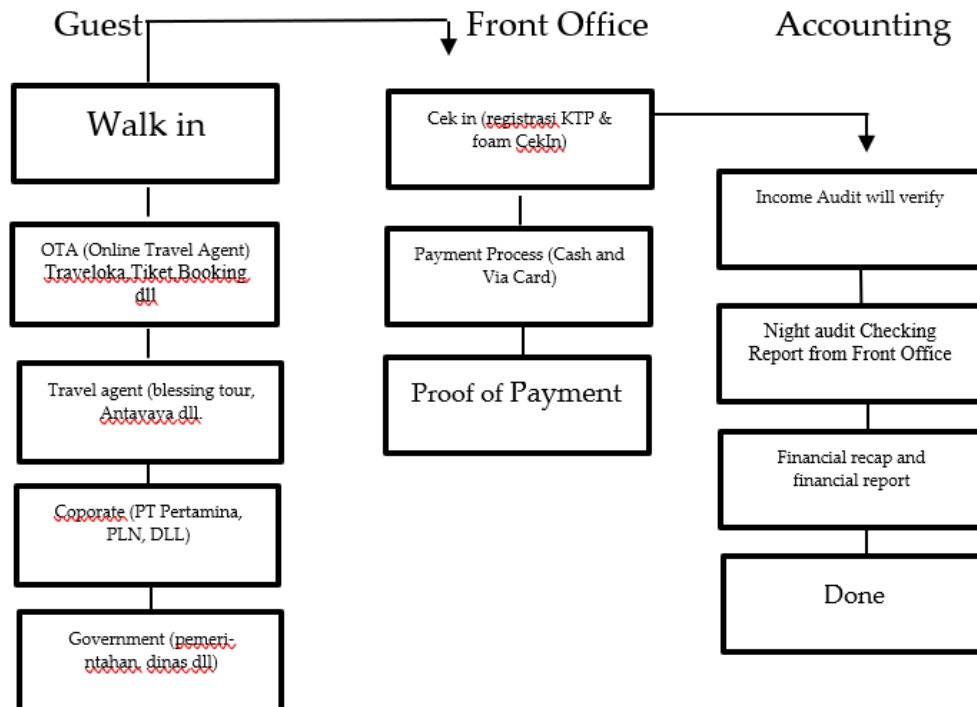 Guest
Front Office
Accounting
Walk in
OTA (Online Travel Agent)
Traveloka,Tiket,Booking
dll
Travel agent (blessing tour,
Antavaya dll.
Coporate (PT Pertamina,
PLN, DLL)
Government (pemeri-
ntahan, dinas dll)
Cek in (registrasi KTP &
foam CekIn)
Payment Process (Cash and
Via Card)
Proof of Payment
Income Audit will verify
Night audit Checking
Report from Front Office
Financial recap and
financial report
Done